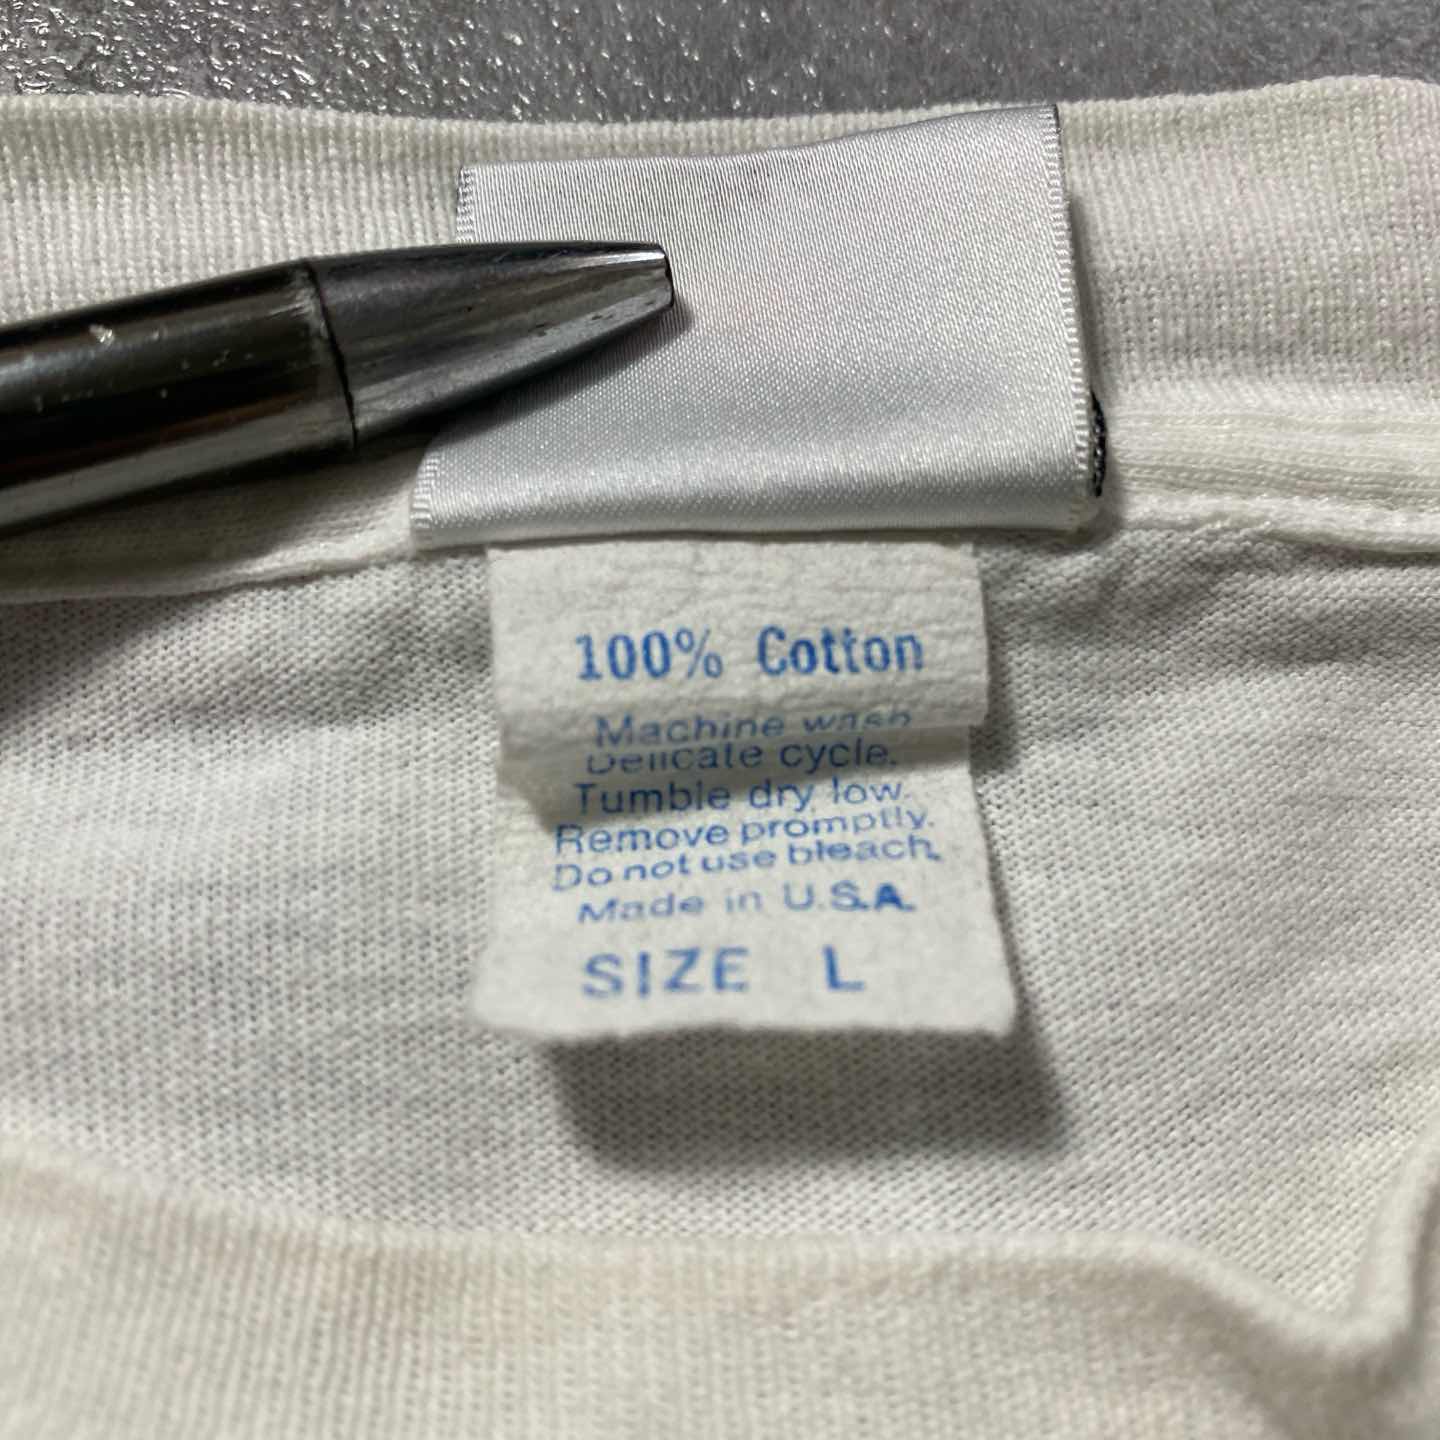 100% Cotton
Machine wash
Delicate cycle.
Tumble dry low.
Remove promptly.
Do not use bleach.
Made in U.S.A.
SIZE L